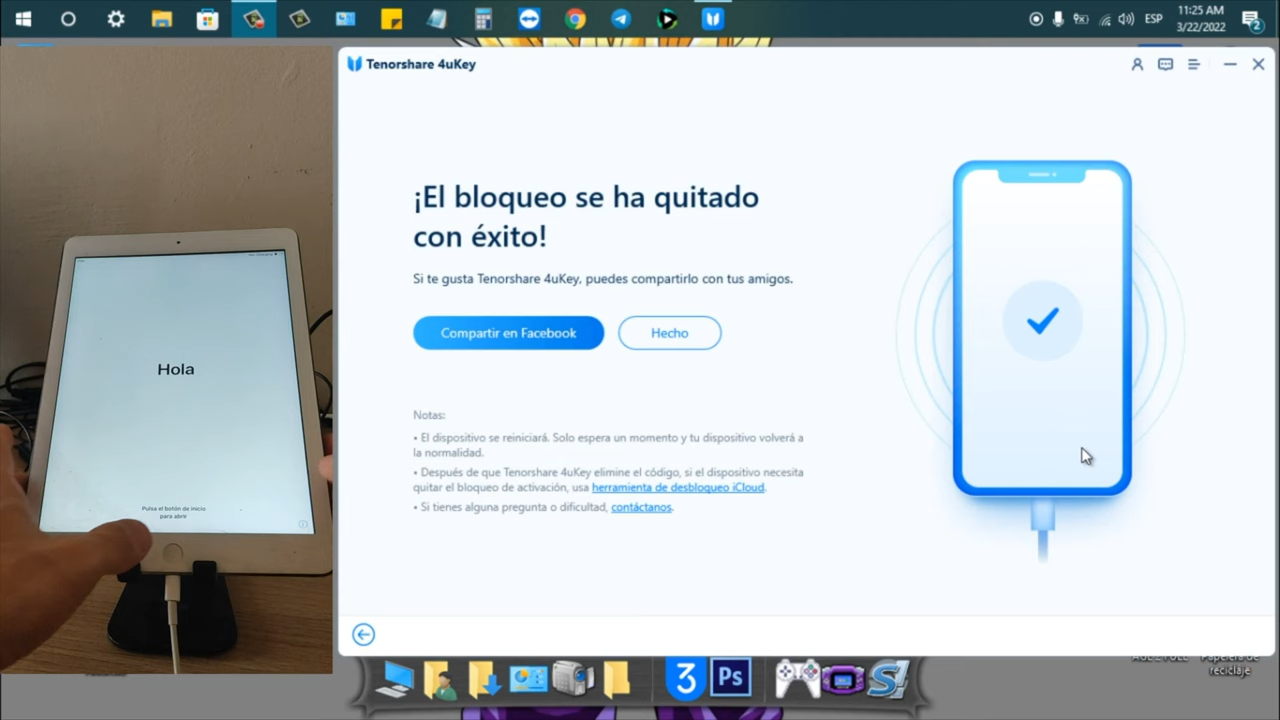 11:25 AM
ESP
3/22/2022
2
Tenorshare 4uKey
¡El bloqueo se ha quitado
con éxito!
Si te gusta Tenorshare 4uKey, puedes compartirlo con tus amigos.
Compartir en Facebook
Hecho
Notas:
• El dispositivo se reiniciará. Solo espera un momento y tu dispositivo volverá a
la normalidad.
• Después de que Tenorshare 4uKey elimine el código, si el dispositivo necesita
quitar el bloqueo de activación, usa herramienta de desbloqueo iCloud.
• Si tienes alguna pregunta o dificultad, contáctanos.
Hola
Pulsa el botón de inicio
para abrir
Papelera de
reciclaje
3
Ps